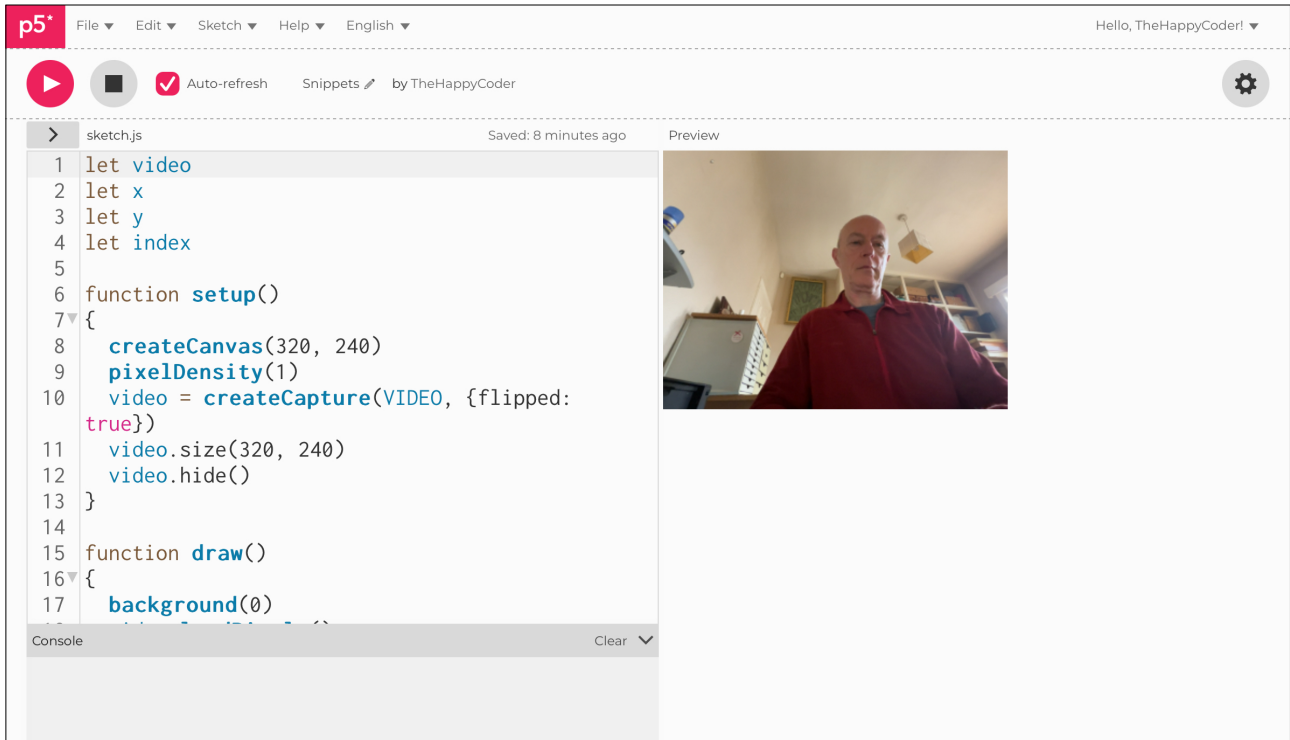 p5*
File Edit Sketch Help English
Hello, TheHappyCoder!
Auto-refresh Snippets by TheHappyCoder
sketch.js Saved: 8 minutes ago Preview
1 let video
2 let x
3 let y
4 let index
5
6 function setup()
7 {
8 createCanvas(320, 240)
9 pixelDensity(1)
10 video = createCapture(VIDEO, {flipped:
true})
11 video.size(320, 240)
12 video.hide()
13 }
14
15 function draw()
16 {
17 background(0)
Console Clear